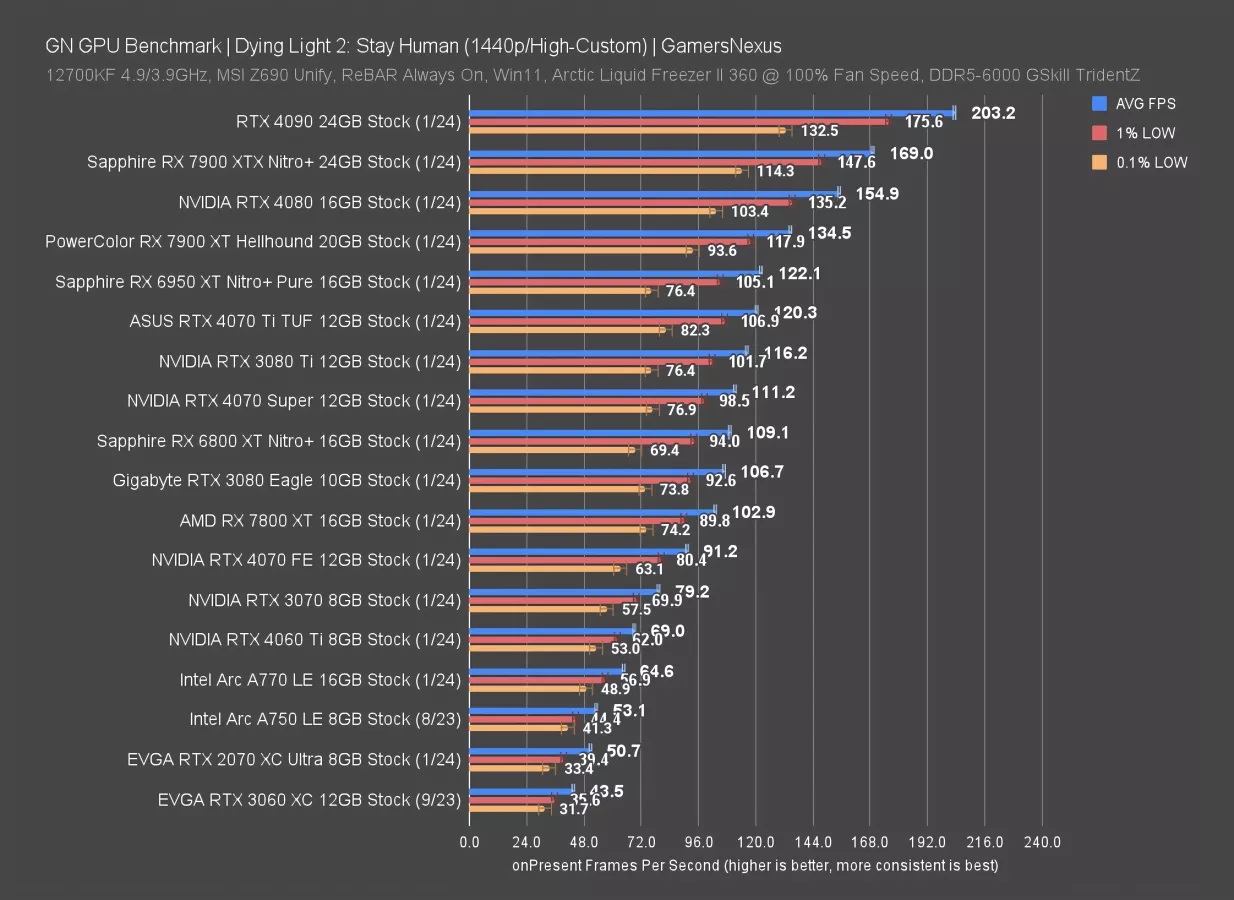 GN GPU Benchmark | Dying Light 2: Stay Human (1440p/High-Custom) | GamersNexus
12700KF 4.9/3.9GHz, MSI Z690 Unify, ReBAR Always On, Win11, Arctic Liquid Freezer II 360 @ 100% Fan Speed, DDR5-6000 GSkill TridentZ
AVG FPS
1% LOW
0.1% LOW
RTX 4090 24GB Stock (1/24) 203.2 175.6 132.5
Sapphire RX 7900 XTX Nitro+ 24GB Stock (1/24) 169.0 147.6 114.3
NVIDIA RTX 4080 16GB Stock (1/24) 154.9 135.2 103.4
PowerColor RX 7900 XT Hellhound 20GB Stock (1/24) 134.5 117.9 93.6
Sapphire RX 6950 XT Nitro+ Pure 16GB Stock (1/24) 122.1 105.1 76.4
ASUS RTX 4070 Ti TUF 12GB Stock (1/24) 120.3 106.9 82.3
NVIDIA RTX 3080 Ti 12GB Stock (1/24) 116.2 101.7 76.4
NVIDIA RTX 4070 Super 12GB Stock (1/24) 111.2 98.5 76.9
Sapphire RX 6800 XT Nitro+ 16GB Stock (1/24) 109.1 94.0 69.4
Gigabyte RTX 3080 Eagle 10GB Stock (1/24) 106.7 92.6 73.8
AMD RX 7800 XT 16GB Stock (1/24) 102.9 89.8 74.2
NVIDIA RTX 4070 FE 12GB Stock (1/24) 91.2 80.4 63.1
NVIDIA RTX 3070 8GB Stock (1/24) 79.2 69.9 57.5
NVIDIA RTX 4060 Ti 8GB Stock (1/24) 69.0 62.0 53.0
Intel Arc A770 LE 16GB Stock (1/24) 64.6 56.9 48.9
Intel Arc A750 LE 8GB Stock (8/23) 53.1 44.4 41.3
EVGA RTX 2070 XC Ultra 8GB Stock (1/24) 50.7 39.4 33.4
EVGA RTX 3060 XC 12GB Stock (9/23) 43.5 35.6 31.7
0.0 24.0 48.0 72.0 96.0 120.0 144.0 168.0 192.0 216.0 240.0
onPresent Frames Per Second (higher is better, more consistent is best)